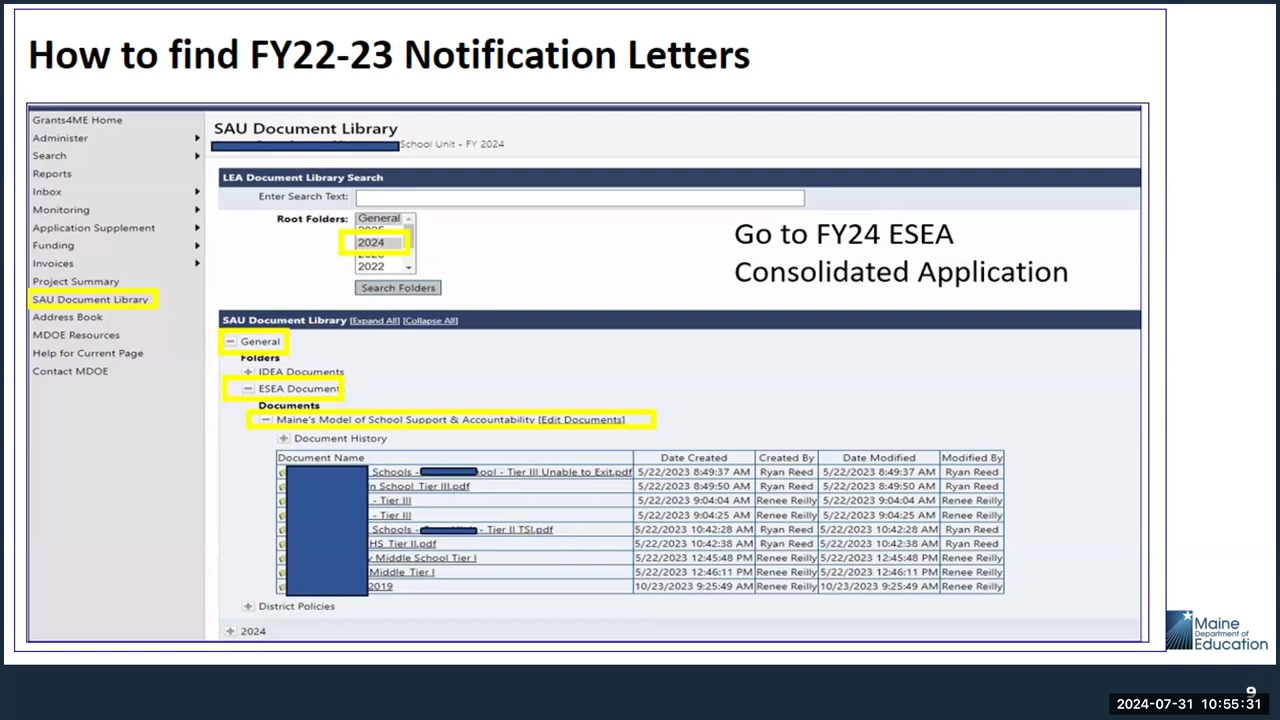 How to find FY22-23 Notification Letters
Grants4ME Home
Administer
Search
Reports
Inbox
Monitoring
Application Supplement
Funding
Invoices
Project Summary
SAU Document Library
Address Book
MDOE Resources
Help for Current Page
Contact MDOE
SAU Document Library
School Unit - FY 2024
LEA Document Library Search
Enter Search Text:
Root Folders:
General
2024
2022
Search Folders
Go to FY24 ESEA
Consolidated Application
SAU Document Library [Expand All] [Collapse All]
General
Folders
IDEA Documents
ESEA Document
Documents
Maine's Model of School Support & Accountability [Edit Documents]
Document History
Document Name Date Created Created By Date Modified Modified By
Schools - ool - Tier III Unable to Exit.pdf 5/22/2023 8:49:37 AM Ryan Reed 5/22/2023 8:49:37 AM Ryan Reed
n School Tier III.pdf 5/22/2023 8:49:50 AM Ryan Reed 5/22/2023 8:49:50 AM Ryan Reed
- Tier III 5/22/2023 9:04:04 AM Renee Reilly 5/22/2023 9:04:04 AM Renee Reilly
- Tier III 5/22/2023 9:04:25 AM Renee Reilly 5/22/2023 9:04:25 AM Renee Reilly
Schools - - Tier II TSI.pdf 5/22/2023 10:42:28 AM Ryan Reed 5/22/2023 10:42:28 AM Ryan Reed
HS Tier II.pdf 5/22/2023 10:42:38 AM Ryan Reed 5/22/2023 10:42:38 AM Ryan Reed
y Middle School Tier I 5/22/2023 12:45:48 PM Renee Reilly 5/22/2023 12:45:48 PM Renee Reilly
Middle Tier I 5/22/2023 12:46:11 PM Renee Reilly 5/22/2023 12:46:11 PM Renee Reilly
2019 10/23/2023 9:25:49 AM Renee Reilly 10/23/2023 9:25:49 AM Renee Reilly
District Policies
2024
Maine
Department of
Education
9
2024-07-31 10:55:31